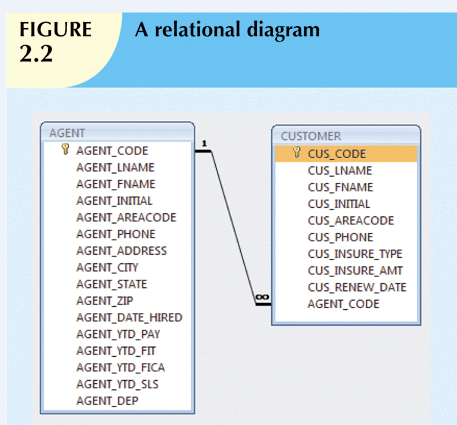 FIGURE
2.2
A relational diagram
AGENT
AGENT_CODE
AGENT_LNAME
AGENT_FNAME
AGENT_INITIAL
AGENT_AREACODE
AGENT_PHONE
AGENT_ADDRESS
AGENT_CITY
AGENT_STATE
AGENT_ZIP
AGENT_DATE_HIRED
AGENT_YTD_PAY
AGENT_YTD_FIT
AGENT_YTD_FICA
AGENT_YTD_SLS
AGENT_DEP
1
∞
CUSTOMER
CUS_CODE
CUS_LNAME
CUS_FNAME
CUS_INITIAL
CUS_AREACODE
CUS_PHONE
CUS_INSURE_TYPE
CUS_INSURE_AMT
CUS_RENEW_DATE
AGENT_CODE